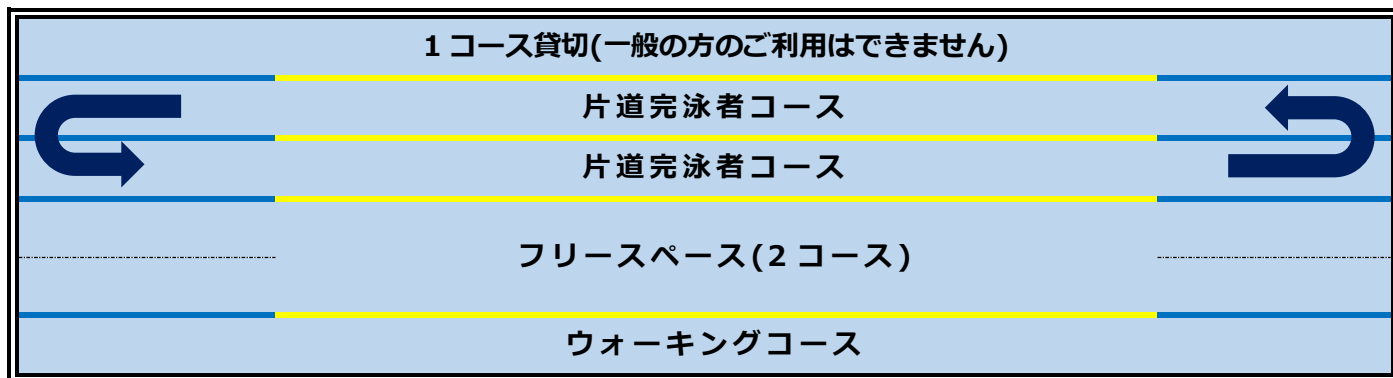 1コース貸切(一般の方のご利用はできません)
片道完泳者コース
片道完泳者コース
フリースペース(2コース)
ウォーキングコース